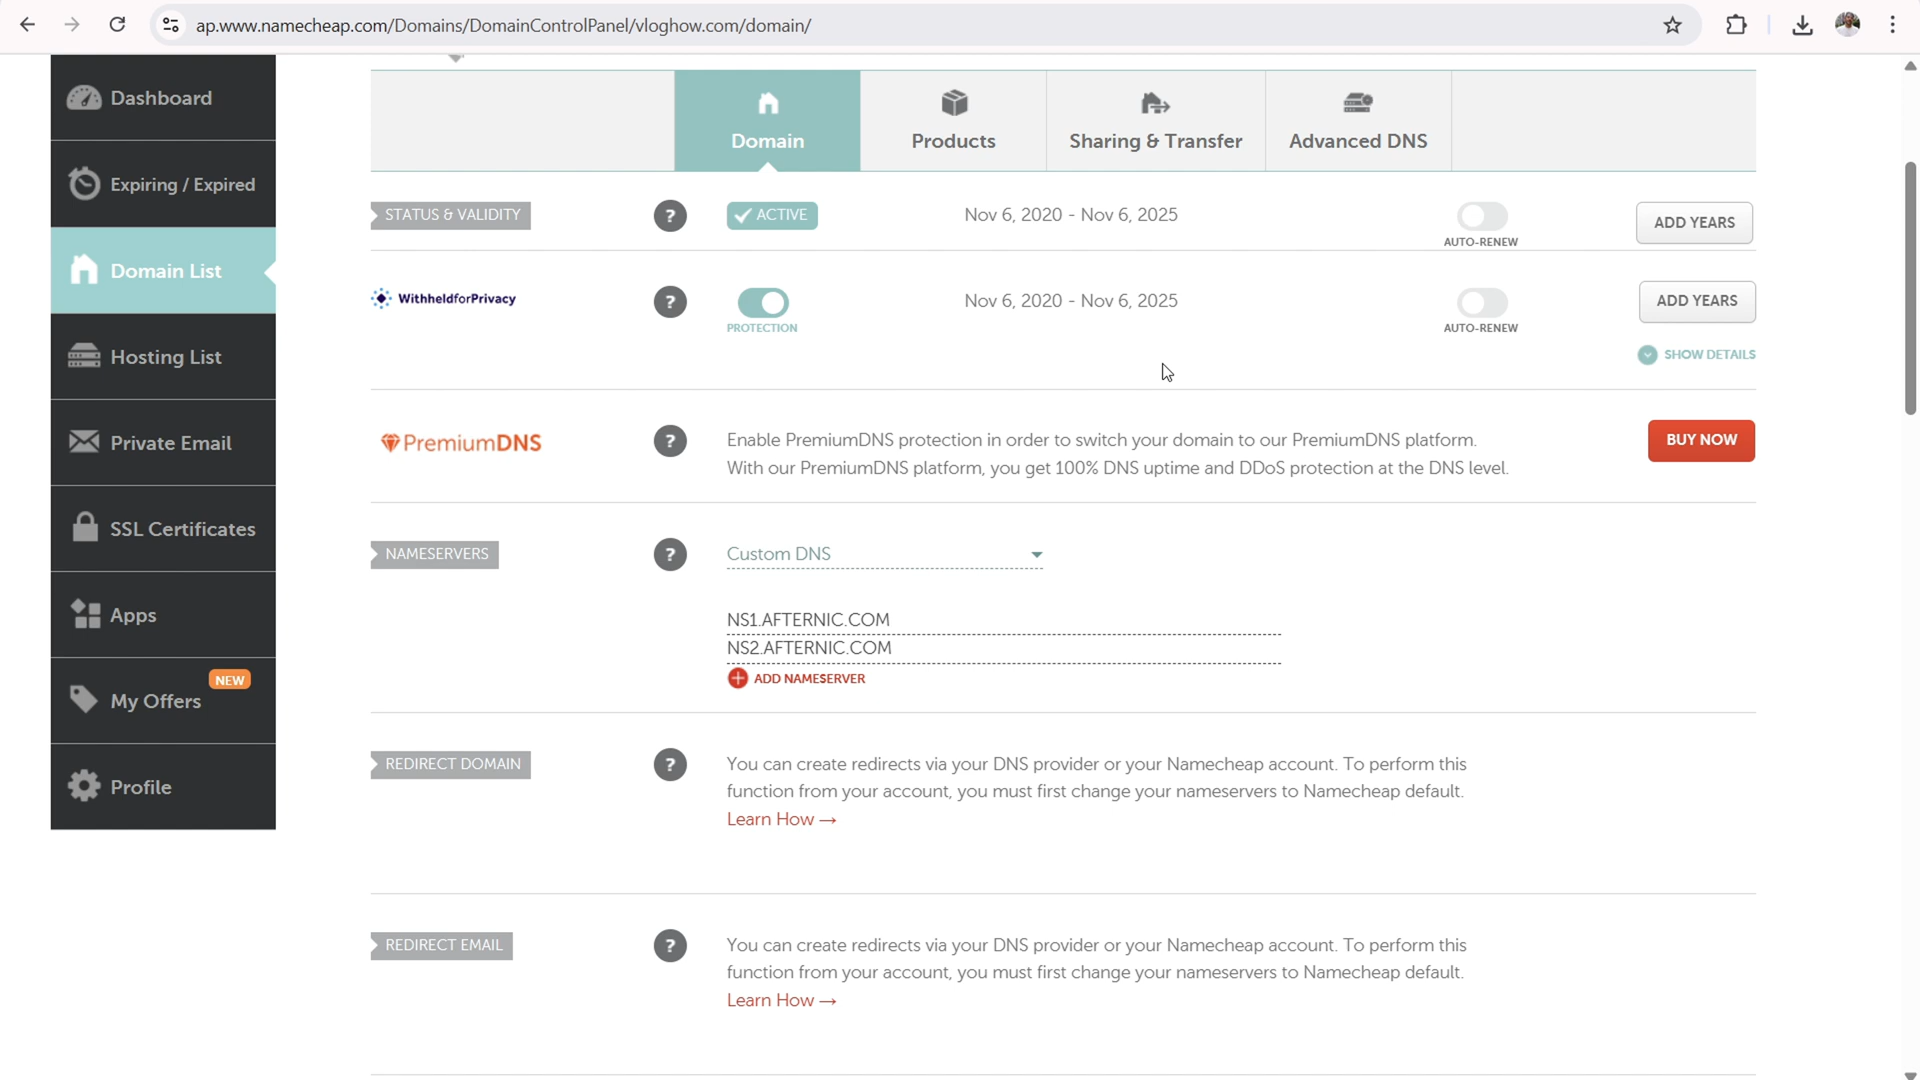 ap.www.namecheap.com/Domains/DomainControlPanel/vloghow.com/domain/
Dashboard
Expiring / Expired
Domain List
Hosting List
Private Email
SSL Certificates
Apps
NEW
My Offers
Profile
Domain
Products
Sharing & Transfer
Advanced DNS
STATUS & VALIDITY
?
ACTIVE
Nov 6, 2020 - Nov 6, 2025
AUTO-RENEW
ADD YEARS
WithheldforPrivacy
?
PROTECTION
Nov 6, 2020 - Nov 6, 2025
AUTO-RENEW
ADD YEARS
SHOW DETAILS
PremiumDNS
?
Enable PremiumDNS protection in order to switch your domain to our PremiumDNS platform.
With our PremiumDNS platform, you get 100% DNS uptime and DDoS protection at the DNS level.
BUY NOW
NAMESERVERS
?
Custom DNS
NS1.AFTERNIC.COM
NS2.AFTERNIC.COM
ADD NAMESERVER
REDIRECT DOMAIN
?
You can create redirects via your DNS provider or your Namecheap account. To perform this
function from your account, you must first change your nameservers to Namecheap default.
Learn How →
REDIRECT EMAIL
?
You can create redirects via your DNS provider or your Namecheap account. To perform this
function from your account, you must first change your nameservers to Namecheap default.
Learn How →